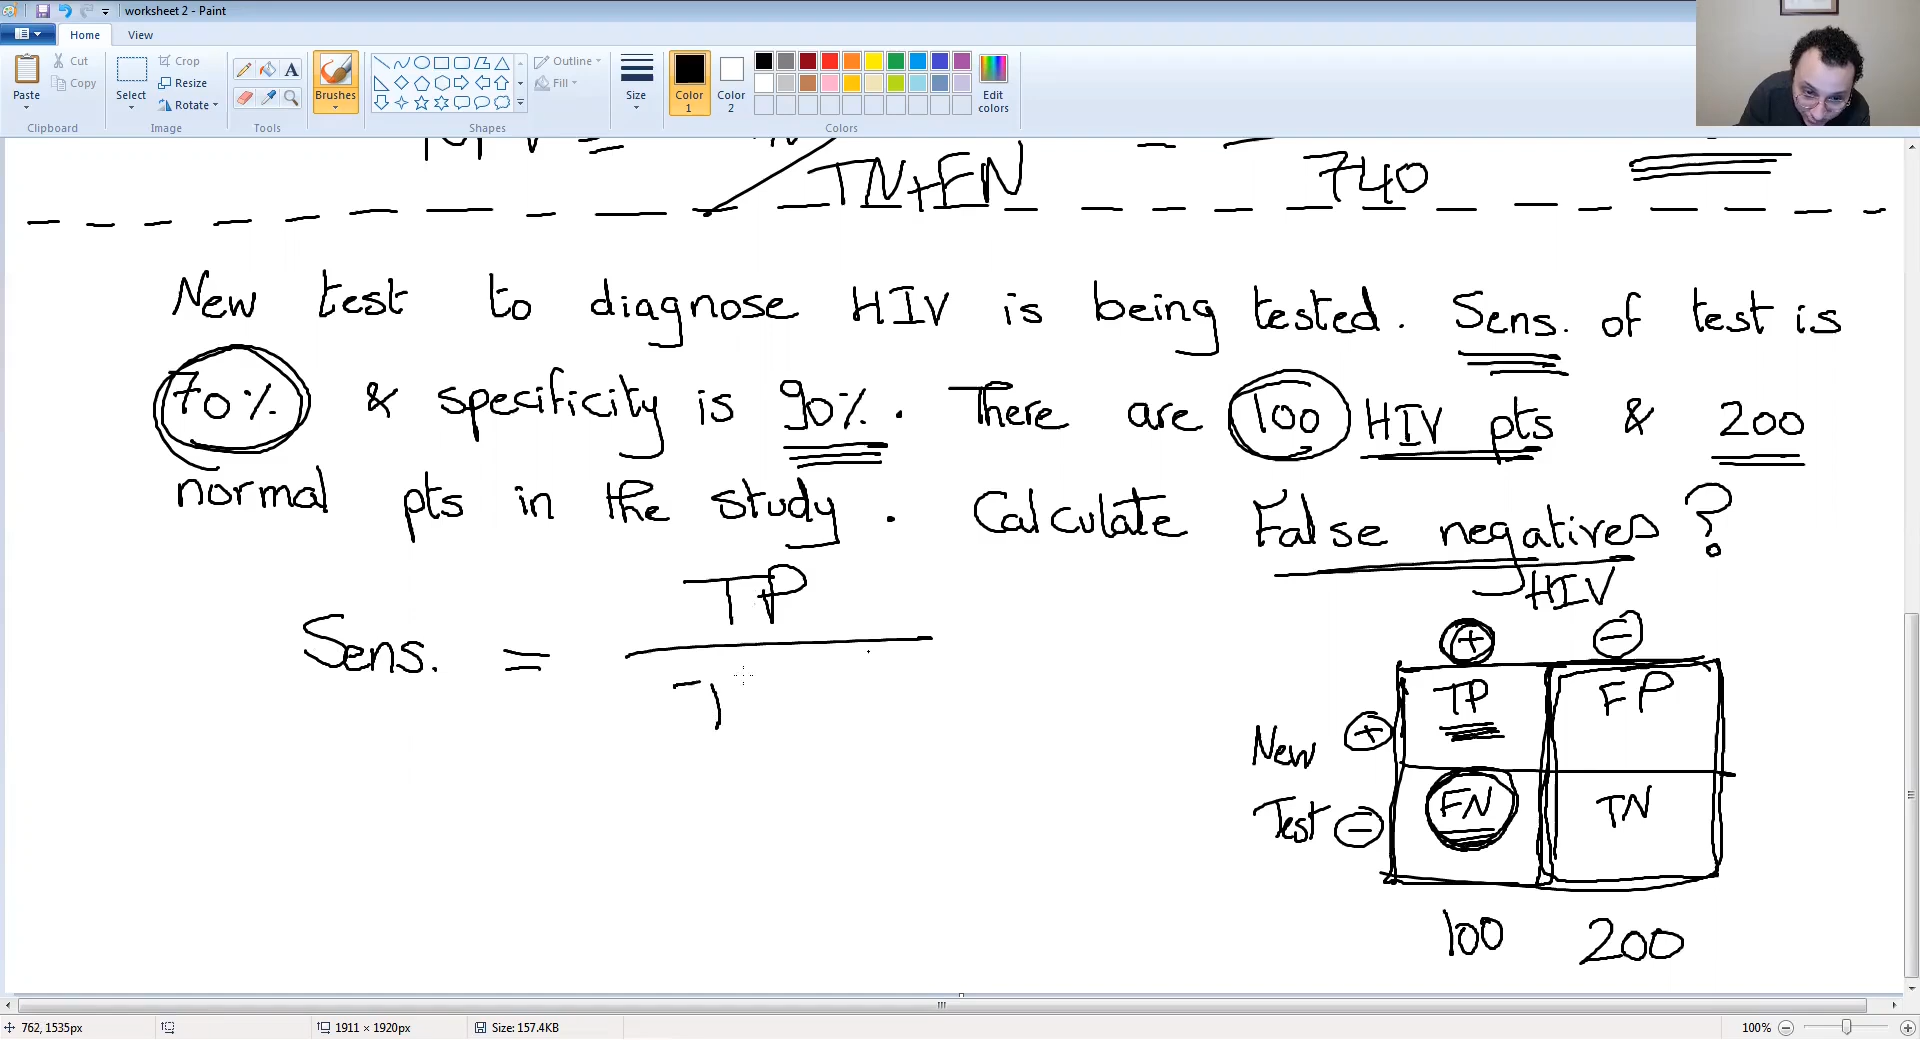 worksheet 2 - Paint
Home View
Paste
Cut
Copy
Clipboard
Select
Crop
Resize
Rotate
Image
A
Tools
Brushes
Outline
Fill
Shapes
Size
Color 1
Color 2
Edit colors
Colors
TN+FN
740
New test to diagnose HIV is being tested. Sens. of test is
70% & specificity is 90%. There are 100 HIV pts & 200
normal pts in the study. Calculate False negatives?
Sens. = TP
T
HIV
+ −
New Test
+ TP FP
− FN TN
100 200
762, 1535px
1911 × 1920px
Size: 157.4KB
100%